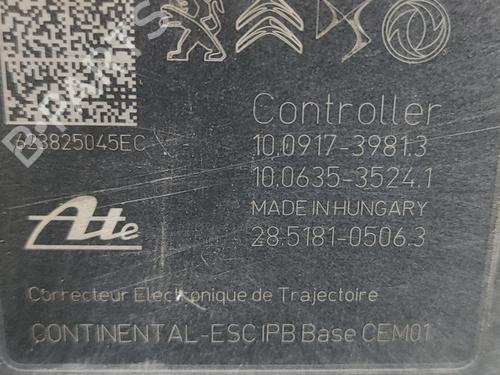 623825045EC
Controller
10.0917-3981.3
10.0635-3524.1
MADE IN HUNGARY
28.5181-0506.3
Ate
Correcteur Electronique de Trajectoire
CONTINENTAL-ESC IPB Base CEM01